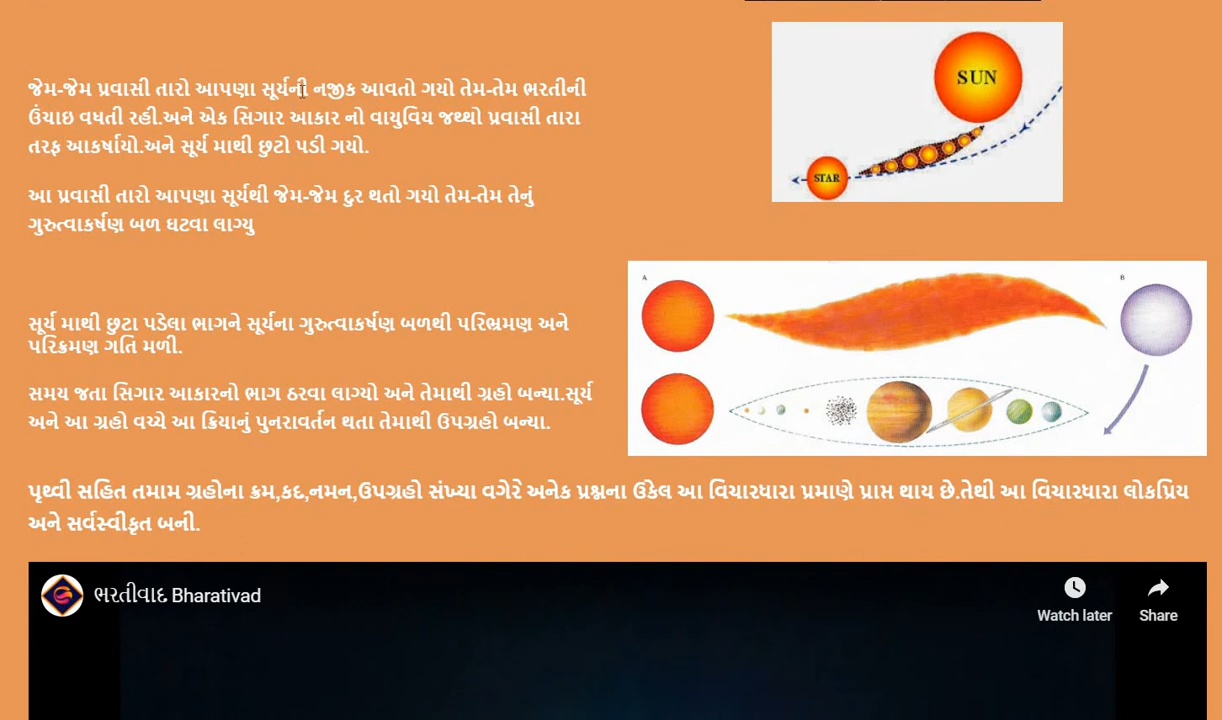 SUN
જેમ-જેમ પ્રવાસી તારો આપણા સૂર્યની નજીક આવતો ગયો તેમ-તેમ ભરતીની
ઉંચાઇ વધતી રહી.અને એક સિગાર આકાર નો વાયુવિય જથ્થો પ્રવાસી તારા
તરફ આકર્ષાયો.અને સૂર્ય માથી છુટો પડી ગયો.
STAR
આ પ્રવાસી તારો આપણા સૂર્યથી જેમ-જેમ દુર થતો ગયો તેમ-તેમ તેનું
ગુરુત્વાકર્ષણ બળ ઘટવા લાગ્યુ
A
B
સૂર્ય માથી છુટા પડેલા ભાગને સૂર્યના ગુરુત્વાકર્ષણ બળથી પરિભ્રમણ અને
પરિક્રમણ ગતિ મળી.
સમય જતા સિગાર આકારનો ભાગ ઠરવા લાગ્યો અને તેમાથી ગ્રહો બન્યા.સૂર્ય
અને આ ગ્રહો વચ્ચે આ ક્રિયાનું પુનરાવર્તન થતા તેમાથી ઉપગ્રહો બન્યા.
પૃથ્વી સહિત તમામ ગ્રહોના ક્રમ,કદ,નમન,ઉપગ્રહો સંખ્યા વગેરે અનેક પ્રશ્નના ઉકેલ આ વિચારધારા પ્રમાણે પ્રાપ્ત થાય છે.તેથી આ વિચારધારા લોકપ્રિય
અને સર્વસ્વીકૃત બની.
ભરતીવાદ Bharativad
Watch later
Share